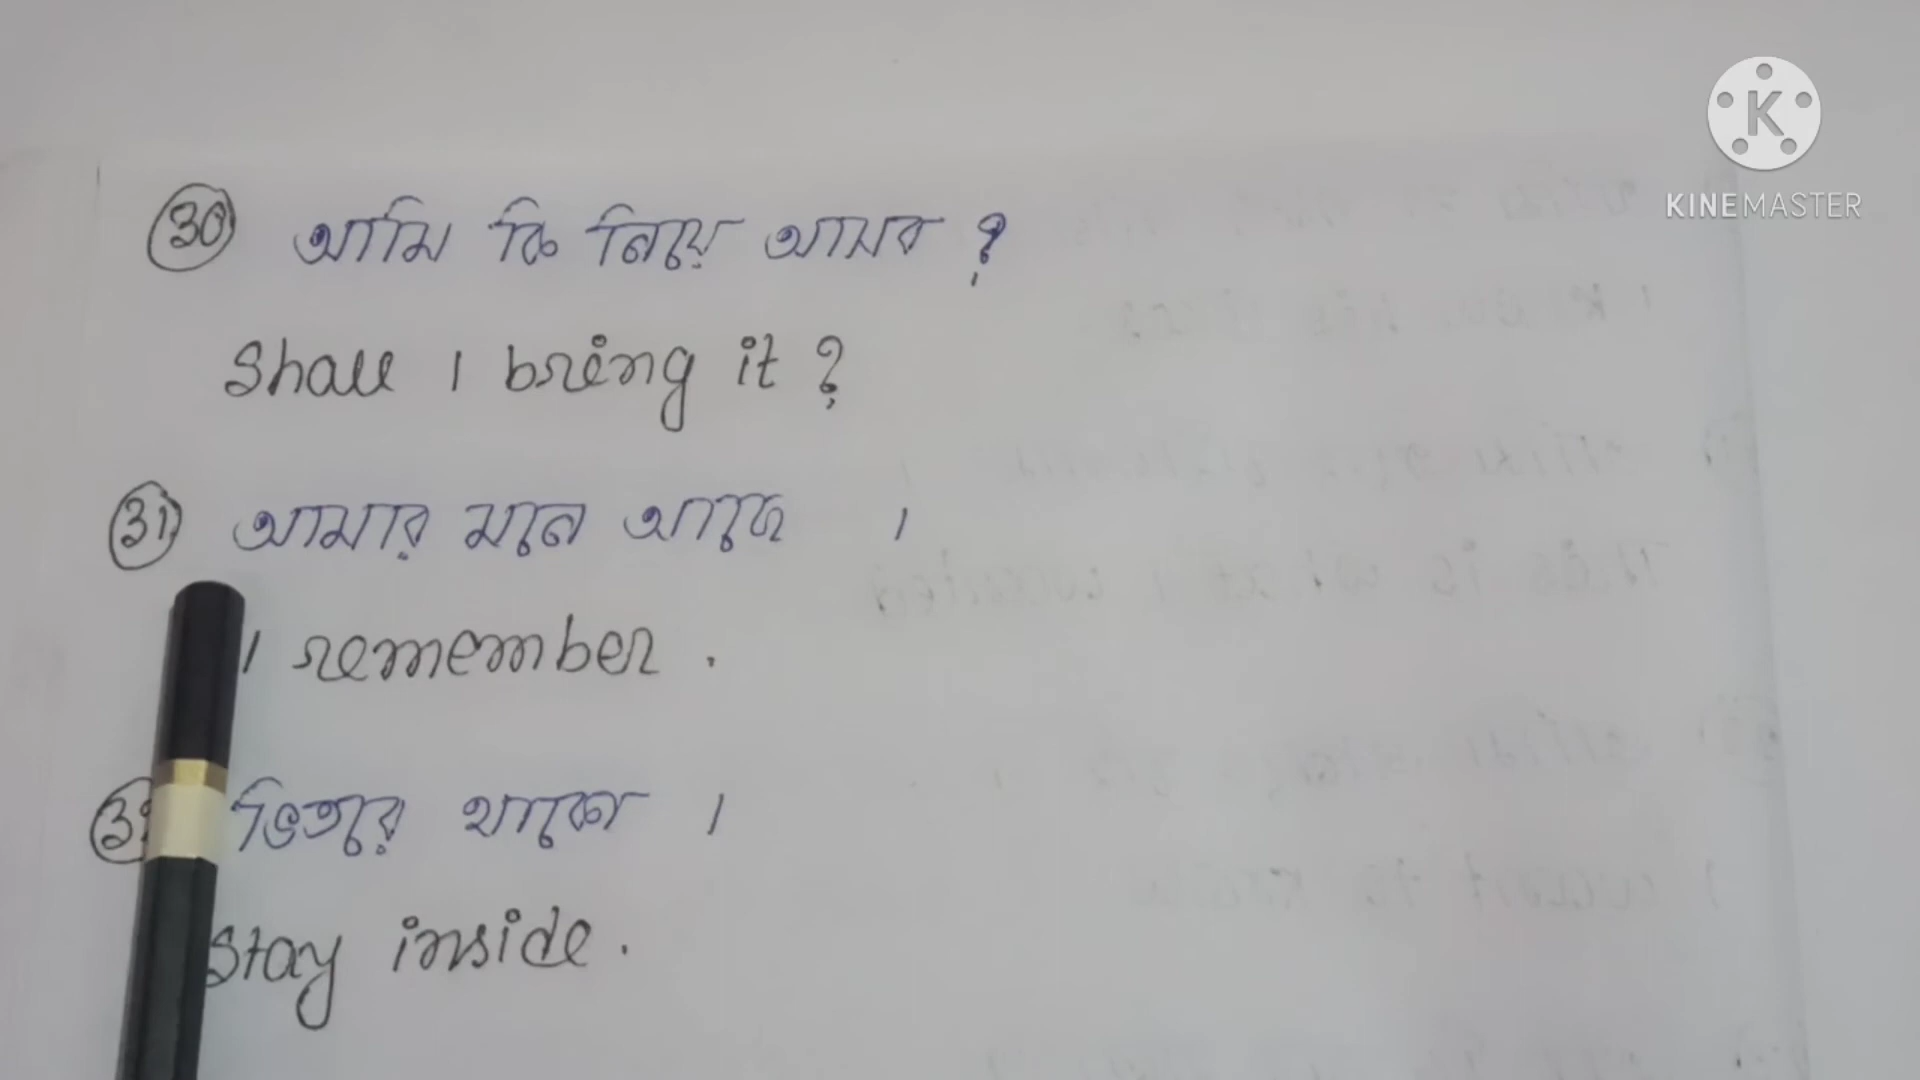 KINEMASTER
30 আমি কি নিয়ে আসব ?
Shall I bring it ?
31 আমার মনে আছে ।
I remember .
ভিতরে থাকো ।
Stay inside .